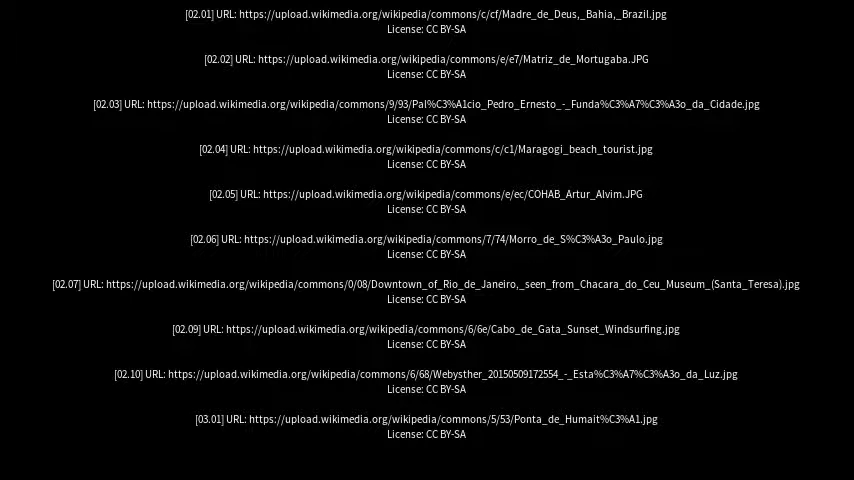 [02.01] URL: https://upload.wikimedia.org/wikipedia/commons/c/cf/Madre_de_Deus,_Bahia,_Brazil.jpg
License: CC BY-SA
[02.02] URL: https://upload.wikimedia.org/wikipedia/commons/e/e7/Matriz_de_Mortugaba.JPG
License: CC BY-SA
[02.03] URL: https://upload.wikimedia.org/wikipedia/commons/9/93/Pal%C3%A1cio_Pedro_Ernesto_-_Funda%C3%A7%C3%A3o_da_Cidade.jpg
License: CC BY-SA
[02.04] URL: https://upload.wikimedia.org/wikipedia/commons/c/c1/Maragogi_beach_tourist.jpg
License: CC BY-SA
[02.05] URL: https://upload.wikimedia.org/wikipedia/commons/e/ec/COHAB_Artur_Alvim.JPG
License: CC BY-SA
[02.06] URL: https://upload.wikimedia.org/wikipedia/commons/7/74/Morro_de_S%C3%A3o_Paulo.jpg
License: CC BY-SA
[02.07] URL: https://upload.wikimedia.org/wikipedia/commons/0/08/Downtown_of_Rio_de_Janeiro,_seen_from_Chacara_do_Ceu_Museum_(Santa_Teresa).jpg
License: CC BY-SA
[02.09] URL: https://upload.wikimedia.org/wikipedia/commons/6/6e/Cabo_de_Gata_Sunset_Windsurfing.jpg
License: CC BY-SA
[02.10] URL: https://upload.wikimedia.org/wikipedia/commons/6/68/Webysther_20150509172554_-_Esta%C3%A7%C3%A3o_da_Luz.jpg
License: CC BY-SA
[03.01] URL: https://upload.wikimedia.org/wikipedia/commons/5/53/Ponta_de_Humait%C3%A1.jpg
License: CC BY-SA